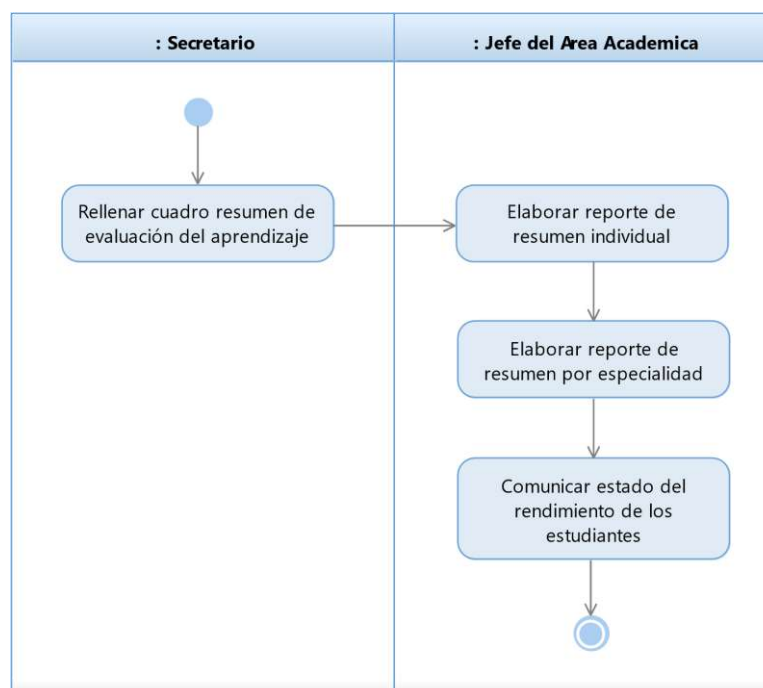 : Secretario
: Jefe del Area Academica
Rellenar cuadro resumen de
evaluación del aprendizaje
Elaborar reporte de
resumen individual
Elaborar reporte de
resumen por especialidad
Comunicar estado del
rendimiento de los
estudiantes